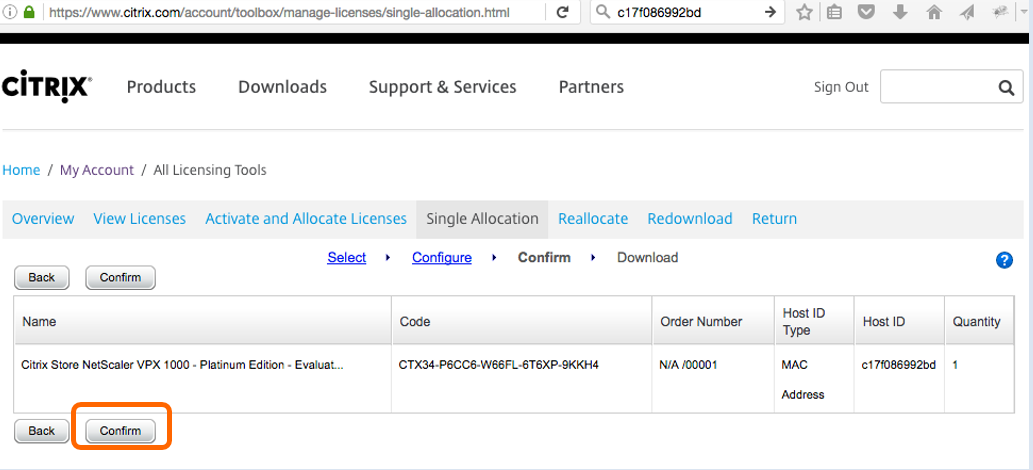 https://www.citrix.com/account/toolbox/manage-licenses/single-allocation.html c17f086992bd
CITRIX® Products Downloads Support & Services Partners Sign Out
Home / My Account / All Licensing Tools
Overview View Licenses Activate and Allocate Licenses Single Allocation Reallocate Redownload Return
Select Configure Confirm Download
?
Back Confirm
Name Code Order Number Host ID Type Host ID Quantity
Citrix Store NetScaler VPX 1000 - Platinum Edition - Evaluat... CTX34-P6CC6-W66FL-6T6XP-9KKH4 N/A /00001 MAC Address c17f086992bd 1
Back Confirm